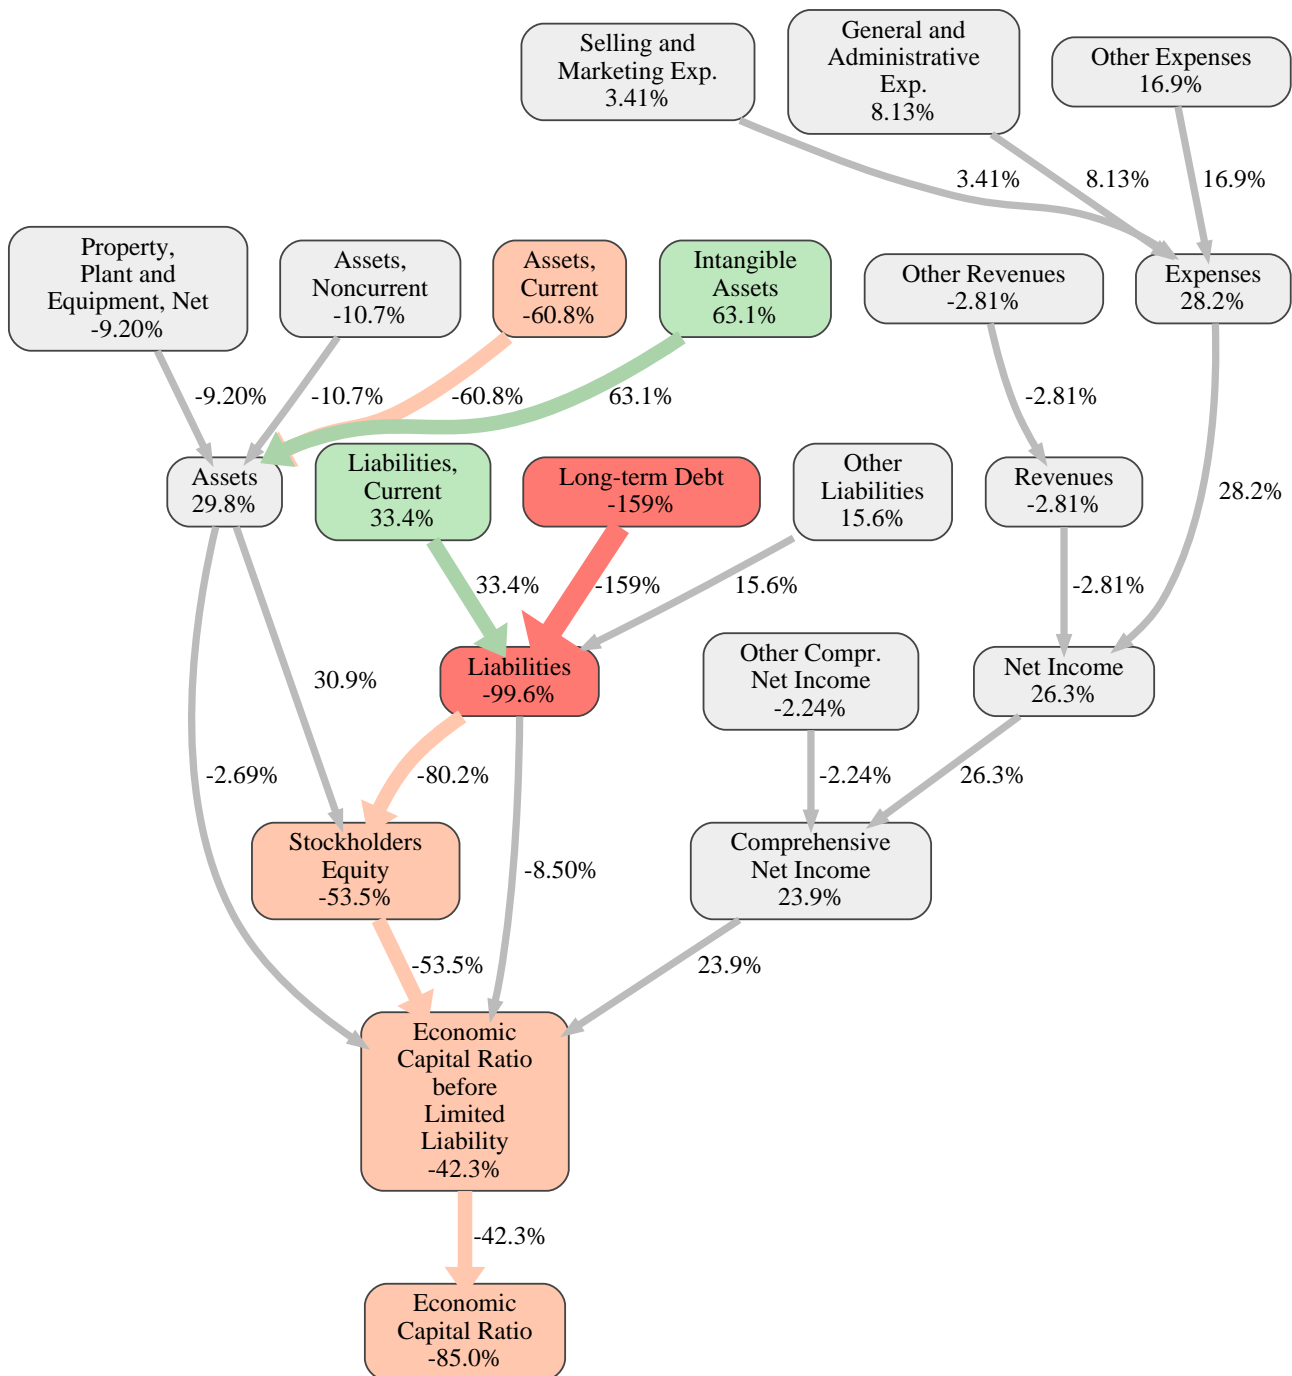 Selling and
Marketing Exp.
3.41%
General and
Administrative
Exp.
8.13%
Other Expenses
16.9%
3.41%
8.13%
16.9%
Property,
Plant and
Equipment, Net
-9.20%
Assets,
Noncurrent
-10.7%
Assets,
Current
-60.8%
Intangible
Assets
63.1%
Other Revenues
-2.81%
Expenses
28.2%
-9.20%
-10.7%
-60.8%
63.1%
-2.81%
Assets
29.8%
Liabilities,
Current
33.4%
Long-term Debt
-159%
Other
Liabilities
15.6%
Revenues
-2.81%
28.2%
33.4%
-159%
15.6%
-2.81%
30.9%
Liabilities
-99.6%
Other Compr.
Net Income
-2.24%
Net Income
26.3%
-2.69%
-80.2%
-2.24%
26.3%
Stockholders
Equity
-53.5%
-8.50%
Comprehensive
Net Income
23.9%
-53.5%
23.9%
Economic
Capital Ratio
before
Limited
Liability
-42.3%
-42.3%
Economic
Capital Ratio
-85.0%